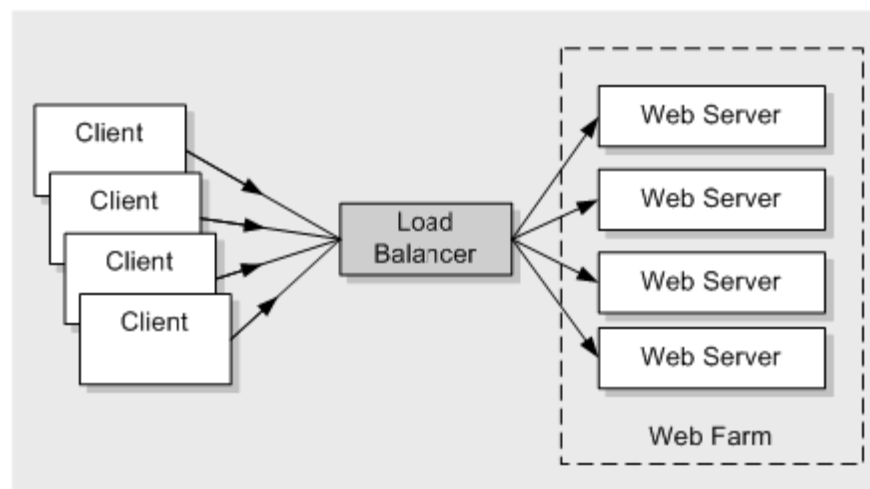 Client
Client
Client
Client
Load
Balancer
Web Server
Web Server
Web Server
Web Server
Web Farm